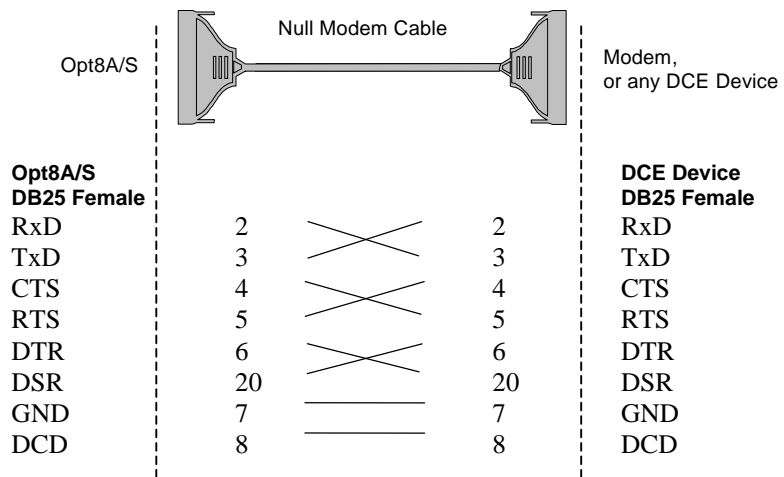 Null Modem Cable
Opt8A/S
Modem,
or any DCE Device
Opt8A/S
DB25 Female
DCE Device
DB25 Female
RxD 2 2 RxD
TxD 3 3 TxD
CTS 4 4 CTS
RTS 5 5 RTS
DTR 6 6 DTR
DSR 20 20 DSR
GND 7 7 GND
DCD 8 8 DCD